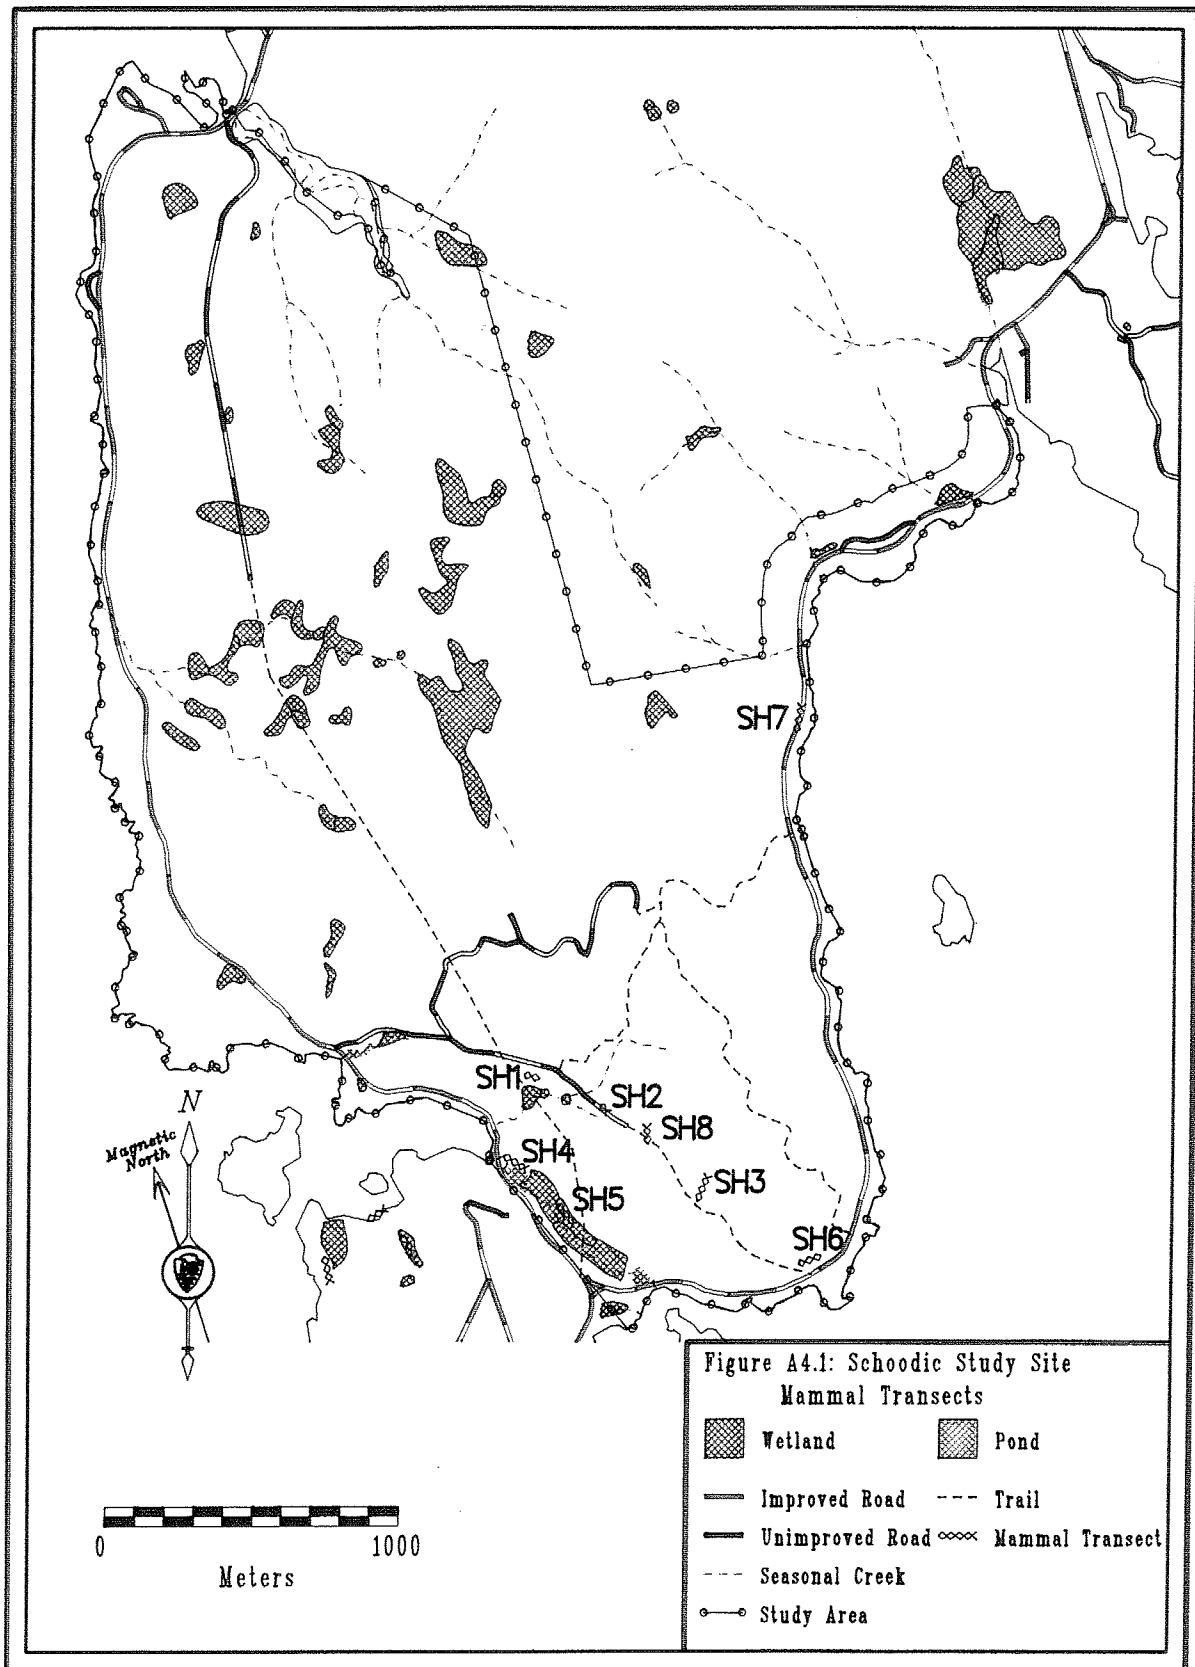 SH7
SH1
SH2
SH8
SH4
SH3
SH5
SH6
N
Magnetic
North
Figure A4.1: Schoodic Study Site
Mammal Transects
Wetland
Pond
Improved Road
Trail
Unimproved Road
Mammal Transect
Seasonal Creek
Study Area
0
1000
Meters